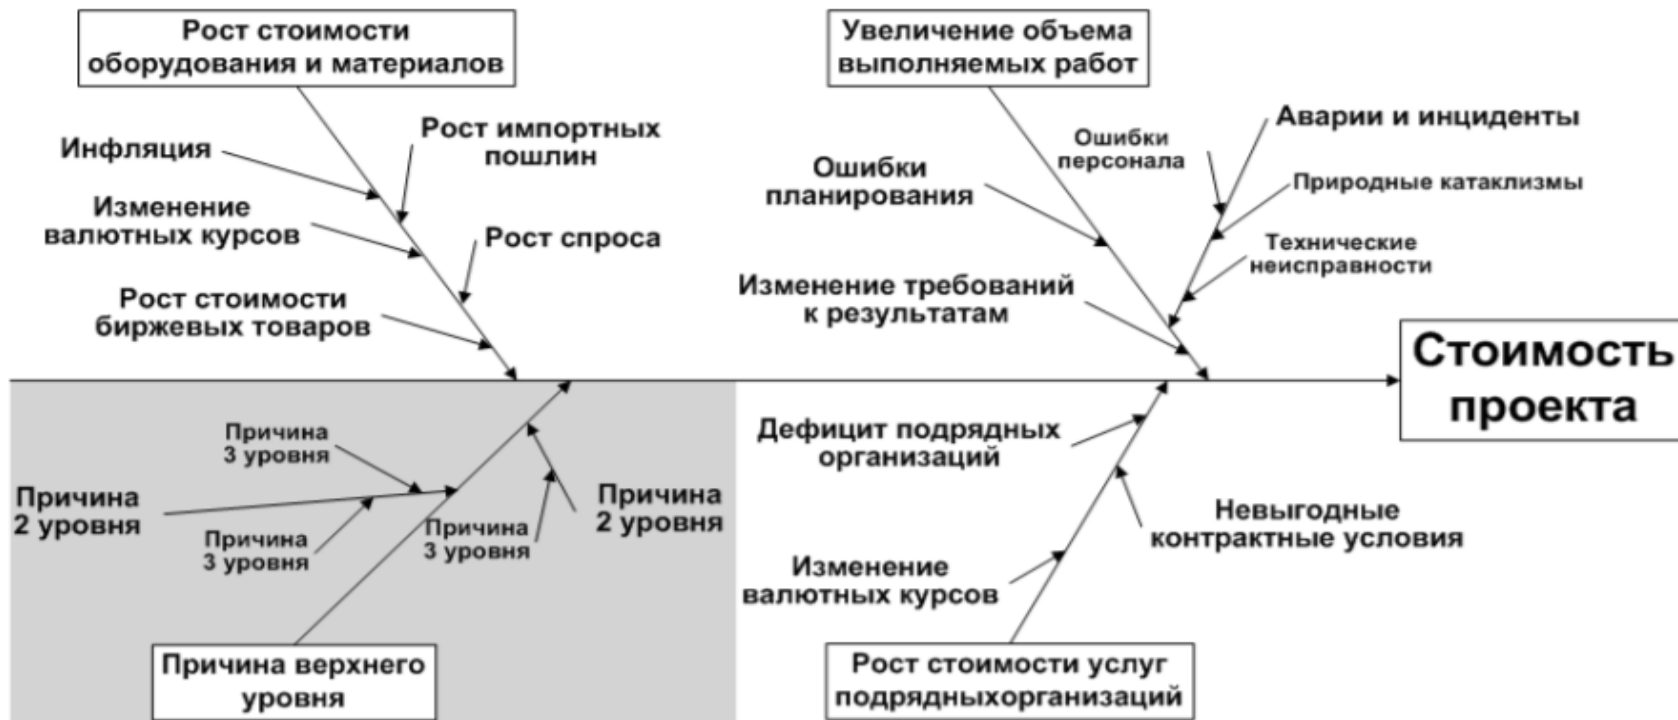 Рост стоимости
оборудования и материалов
Инфляция
Рост импортных
пошлин
Изменение
валютных курсов
Рост спроса
Рост стоимости
биржевых товаров
Увеличение объема
выполняемых работ
Ошибки
планирования
Ошибки
персонала
Аварии и инциденты
Природные катаклизмы
Технические
неисправности
Изменение требований
к результатам
Стоимость
проекта
Причина
3 уровня
Причина
2 уровня
Причина
3 уровня
Причина
3 уровня
Причина
2 уровня
Причина верхнего
уровня
Дефицит подрядных
организаций
Невыгодные
контрактные условия
Изменение
валютных курсов
Рост стоимости услуг
подрядныхорганизаций